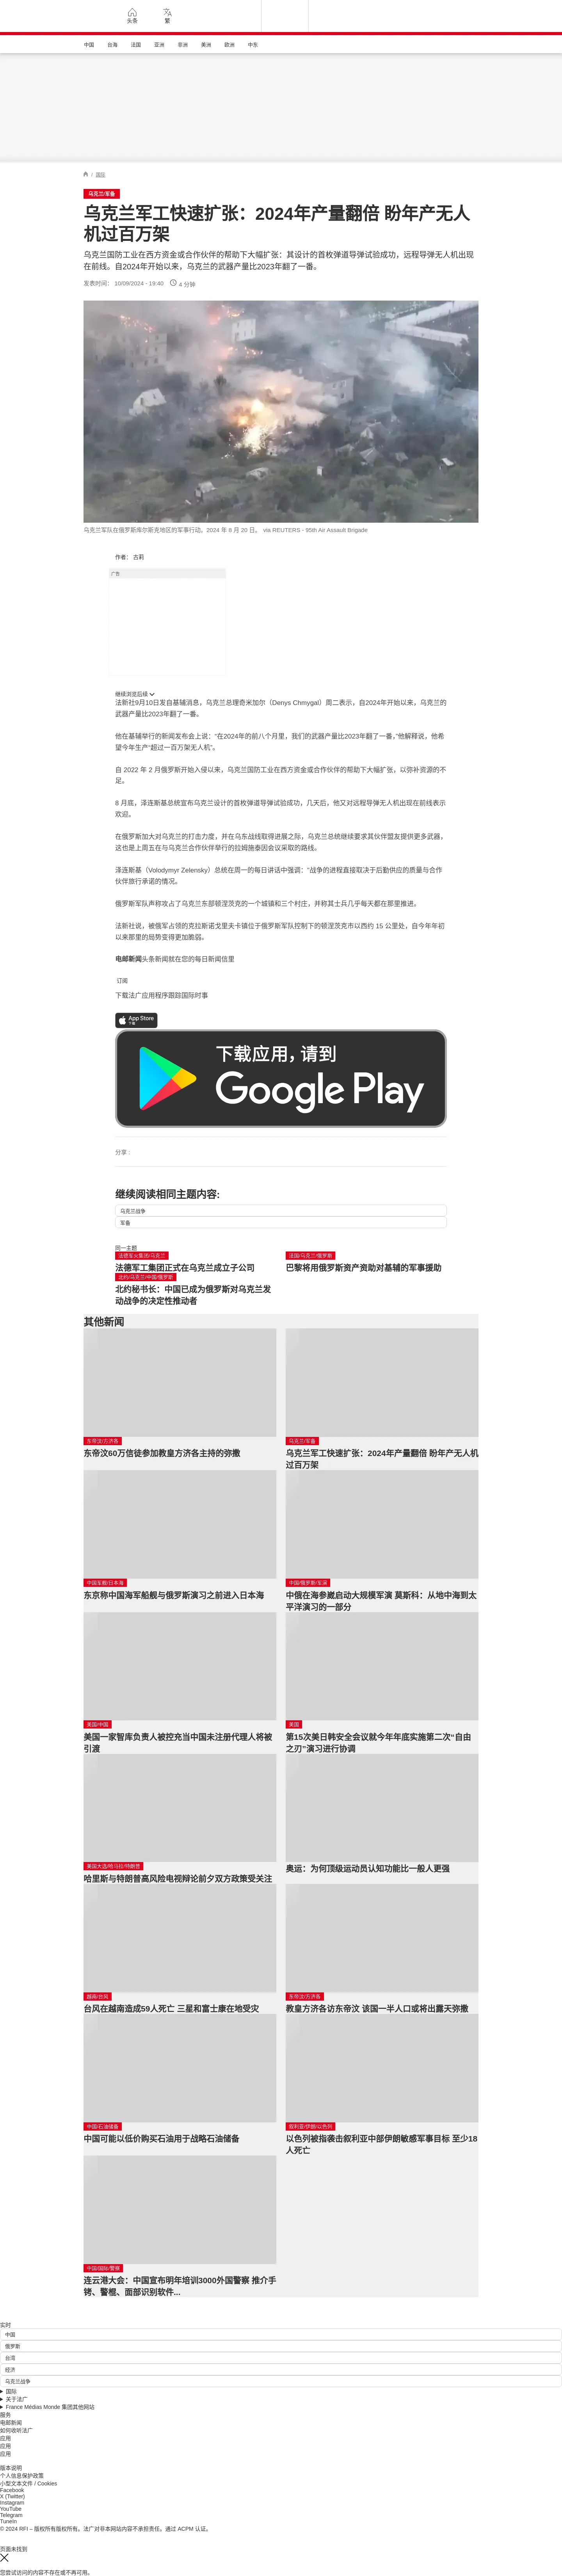 头条
繁
中国
台海
法国
亚洲
非洲
美洲
欧洲
中东
/ 国际
乌克兰/军备
乌克兰军工快速扩张：2024年产量翻倍 盼年产无人
机过百万架
乌克兰国防工业在西方资金或合作伙伴的帮助下大幅扩张：其设计的首枚弹道导弹试验成功，远程导弹无人机出现
在前线。自2024年开始以来，乌克兰的武器产量比2023年翻了一番。
发表时间： 10/09/2024 - 19:40
4 分钟
乌克兰军队在俄罗斯库尔斯克地区的军事行动。2024 年 8 月 20 日。 via REUTERS - 95th Air Assault Brigade
作者： 古莉
广告
继续浏览后续
法新社9月10日发自基辅消息，乌克兰总理奇米加尔（Denys Chmygal）周二表示，自2024年开始以来，乌克兰的
武器产量比2023年翻了一番。
他在基辅举行的新闻发布会上说：“在2024年的前八个月里，我们的武器产量比2023年翻了一番。”他解释说，他希
望今年生产“超过一百万架无人机”。
自 2022 年 2 月俄罗斯开始入侵以来，乌克兰国防工业在西方资金或合作伙伴的帮助下大幅扩张，以弥补资源的不
足。
8 月底，泽连斯基总统宣布乌克兰设计的首枚弹道导弹试验成功，几天后，他又对远程导弹无人机出现在前线表示
欢迎。
在俄罗斯加大对乌克兰的打击力度，并在乌东战线取得进展之际，乌克兰总统继续要求其伙伴盟友提供更多武器，
这也是上周五在与乌克兰合作伙伴举行的拉姆施泰因会议采取的路线。
泽连斯基（Volodymyr Zelensky）总统在周一的每日讲话中强调：“战争的进程直接取决于后勤供应的质量与合作
伙伴旅行承诺的情况。
俄罗斯军队声称攻占了乌克兰东部顿涅茨克的一个城镇和三个村庄，并称其士兵几乎每天都在那里推进。
法新社说，被俄军占领的克拉斯诺戈里夫卡镇位于俄罗斯军队控制下的顿涅茨克市以西约 15 公里处，自今年年初
以来那里的局势变得更加脆弱。
电邮新闻头条新闻就在您的每日新闻信里
订阅
下载法广应用程序跟踪国际时事
App Store
下载
下载应用，请到
Google Play
分享 :
继续阅读相同主题内容:
乌克兰战争
军备
同一主题
法德军火集团/乌克兰
法德军工集团正式在乌克兰成立子公司
法国/乌克兰/俄罗斯
巴黎将用俄罗斯资产资助对基辅的军事援助
北约/乌克兰/中国/俄罗斯
北约秘书长：中国已成为俄罗斯对乌克兰发
动战争的决定性推动者
其他新闻
东帝汶/方济各
东帝汶60万信徒参加教皇方济各主持的弥撒
乌克兰/军备
乌克兰军工快速扩张：2024年产量翻倍 盼年产无人机
过百万架
中国军舰/日本海
东京称中国海军船舰与俄罗斯演习之前进入日本海
中国/俄罗斯/军演
中俄在海参崴启动大规模军演 莫斯科：从地中海到太
平洋演习的一部分
美国/中国
美国一家智库负责人被控充当中国未注册代理人将被
引渡
美国
第15次美日韩安全会议就今年年底实施第二次“自由
之刃”演习进行协调
美国大选/哈马拉/特朗普
哈里斯与特朗普高风险电视辩论前夕双方政策受关注
奥运：为何顶级运动员认知功能比一般人更强
越南/台风
台风在越南造成59人死亡 三星和富士康在地受灾
东帝汶/方济各
教皇方济各访东帝汶 该国一半人口或将出露天弥撒
中国/石油储备
中国可能以低价购买石油用于战略石油储备
叙利亚/伊朗/以色列
以色列被指袭击叙利亚中部伊朗敏感军事目标 至少18
人死亡
中国/国际/警察
连云港大会：中国宣布明年培训3000外国警察 推介手
铐、警棍、面部识别软件...
实时
中国
俄罗斯
台湾
经济
乌克兰战争
国际
关于法广
France Médias Monde 集团其他网站
服务
电邮新闻
如何收听法广
应用
应用
应用
版本说明
个人信息保护政策
小型文本文件 / Cookies
Facebook
X (Twitter)
Instagram
YouTube
Telegram
TuneIn
© 2024 RFI – 版权所有版权所有。法广对非本网站内容不承担责任。通过 ACPM 认证。
页面未找到
您尝试访问的内容不存在或不再可用。